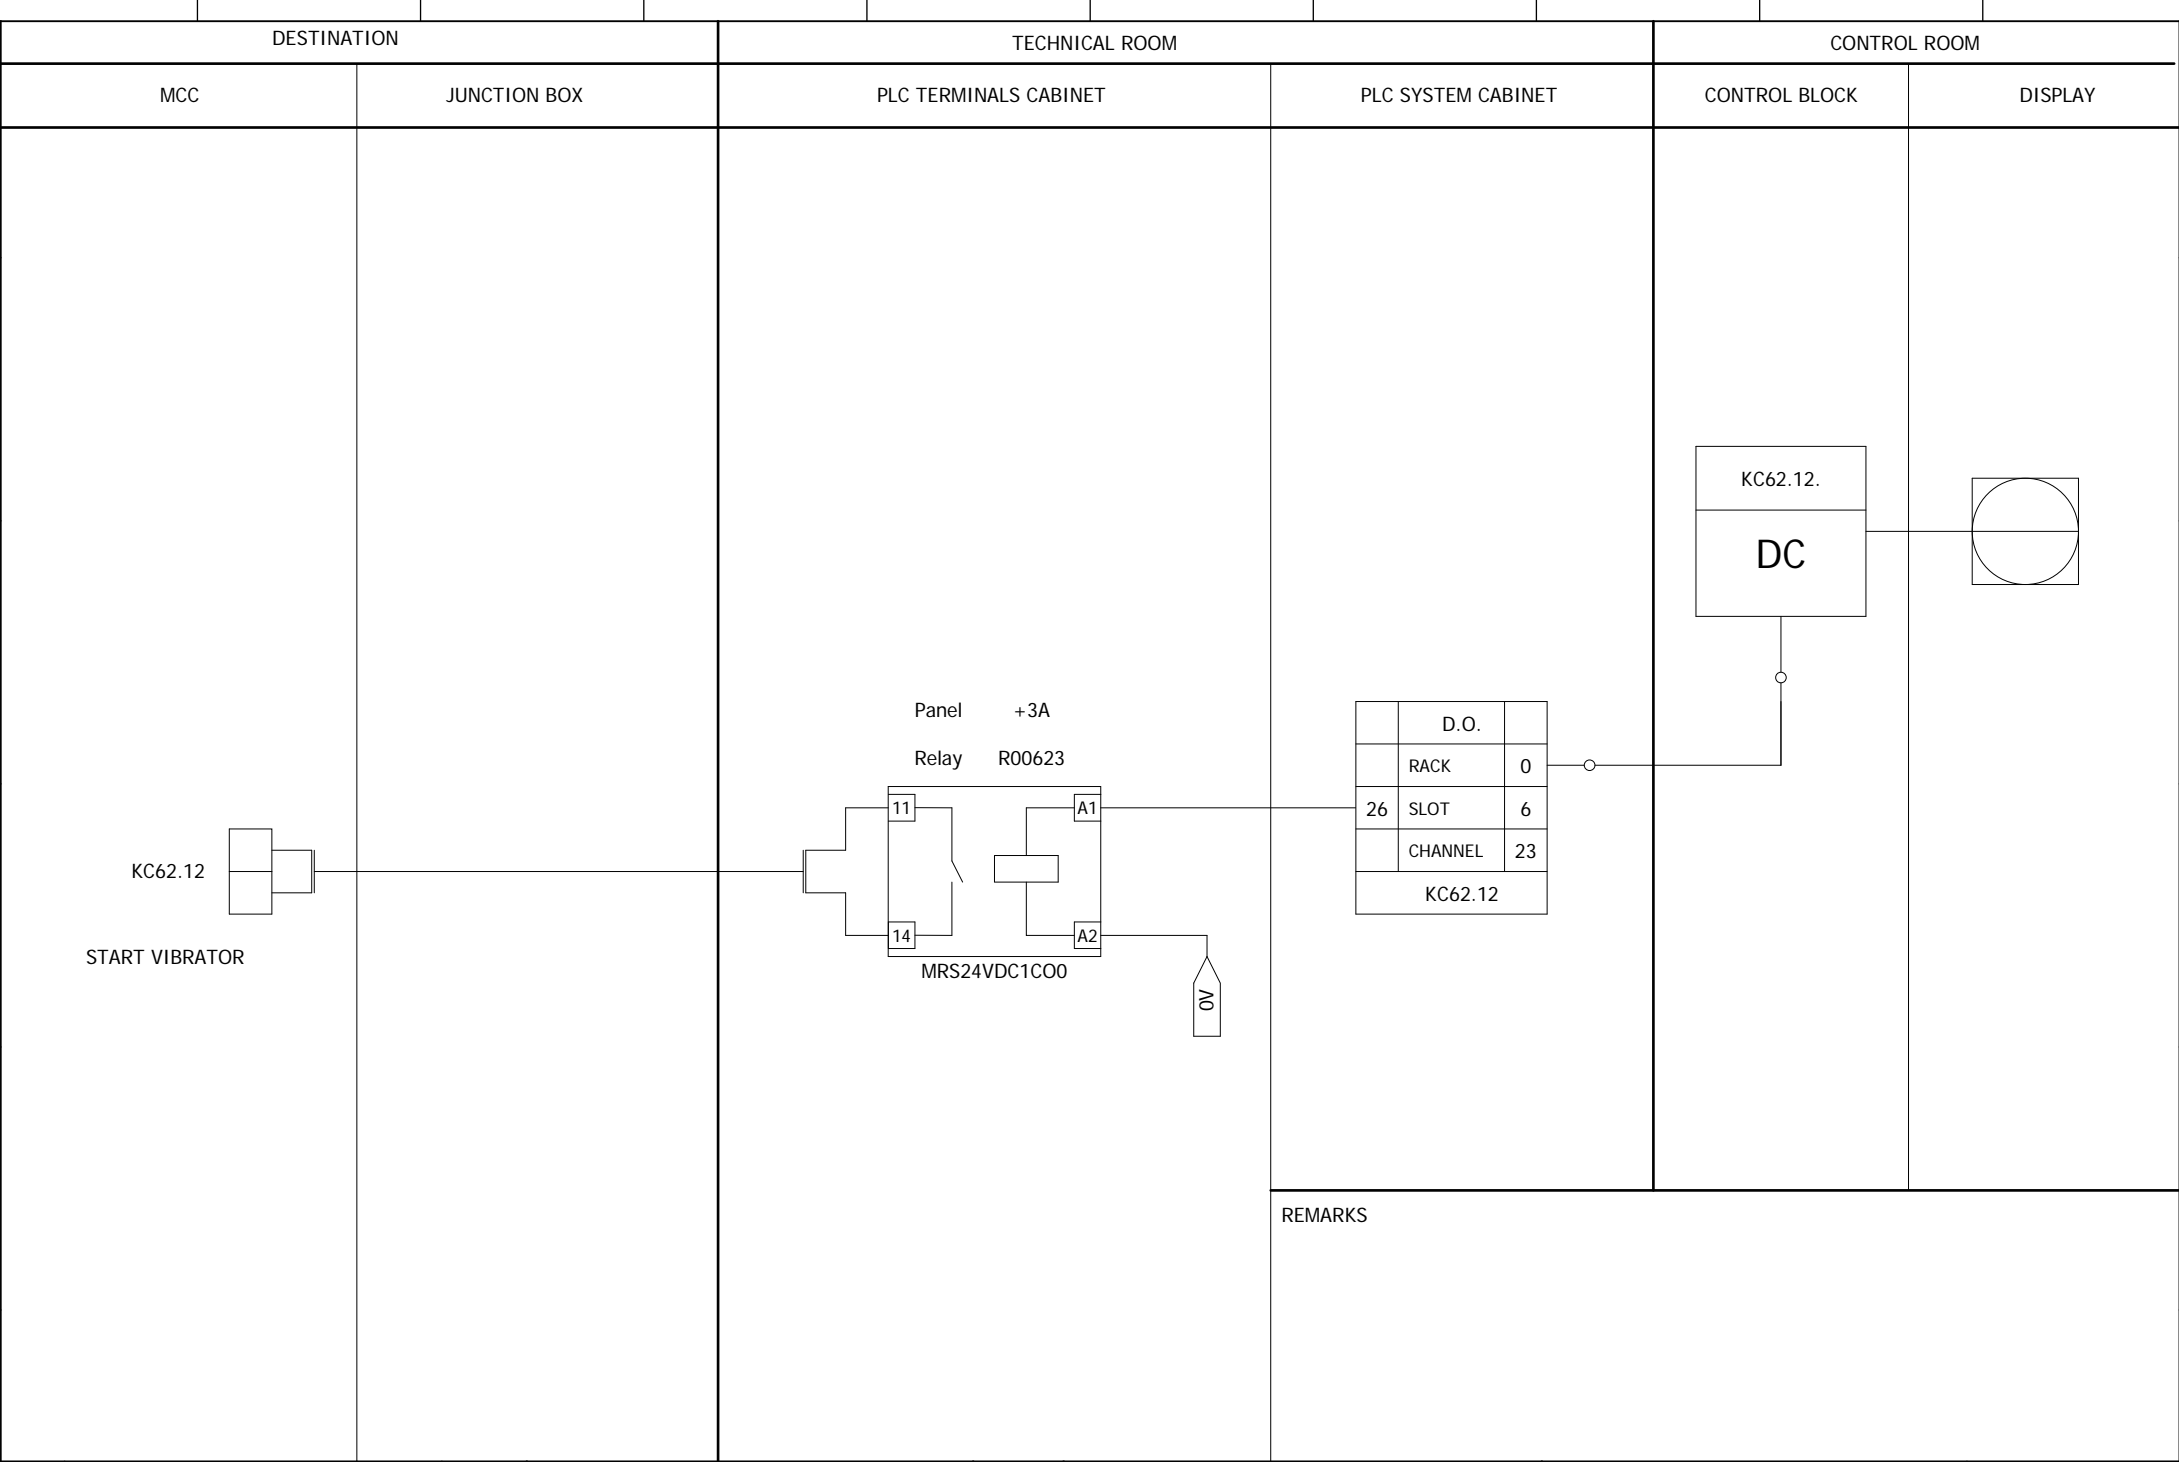 DESTINATION
TECHNICAL ROOM
CONTROL ROOM
MCC
JUNCTION BOX
PLC TERMINALS CABINET
PLC SYSTEM CABINET
CONTROL BLOCK
DISPLAY
KC62.12.
DC
Panel +3A
Relay R00623
11
A1
14
A2
MRS24VDC1CO0
0V
D.O.
RACK 0
26 SLOT 6
CHANNEL 23
KC62.12
KC62.12
START VIBRATOR
REMARKS